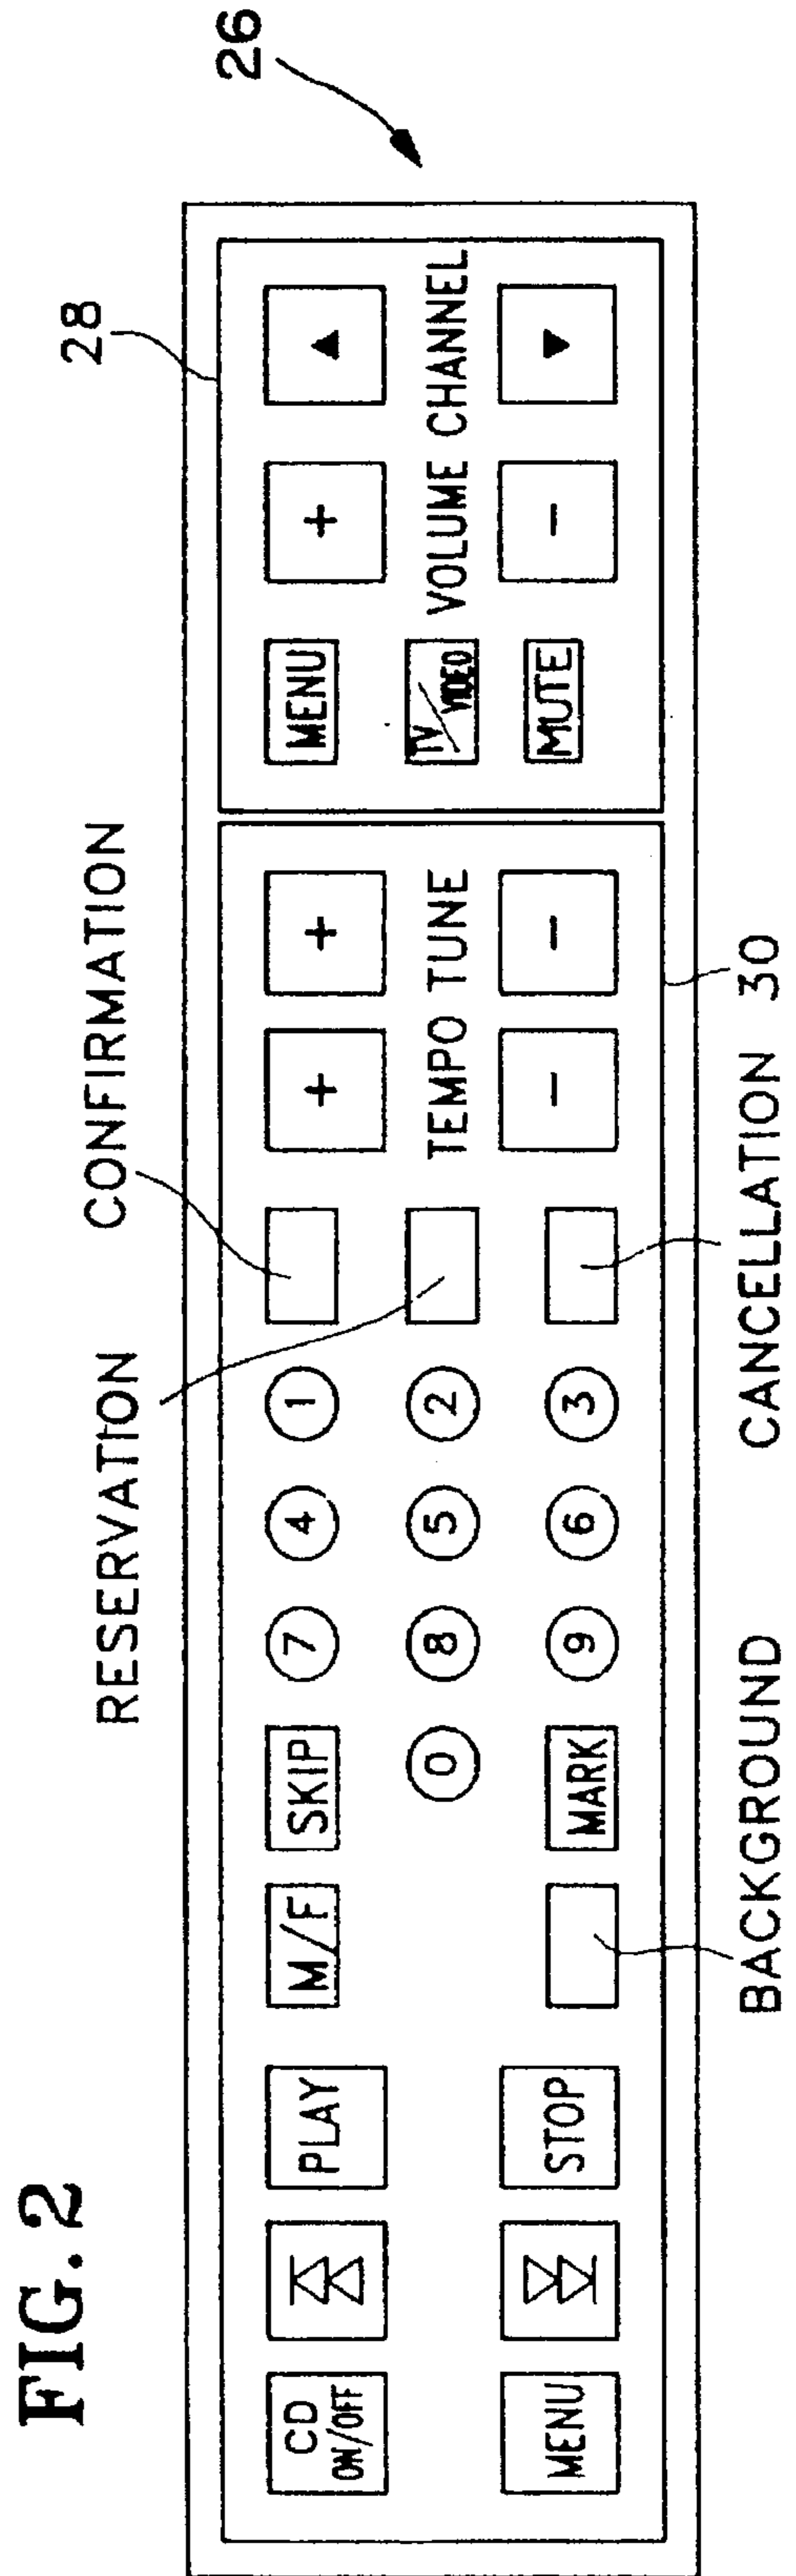 FIG. 2
RESERVATION
CONFIRMATION
28
26
CD
ON/OFF
PLAY
M/F
SKIP
7
4
1
+
+
MENU
+
▲
0
8
5
2
TEMPO TUNE
TV/VIDEO
VOLUME CHANNEL
MENU
STOP
MARK
9
6
3
−
−
MUTE
−
▼
BACKGROUND
CANCELLATION
30